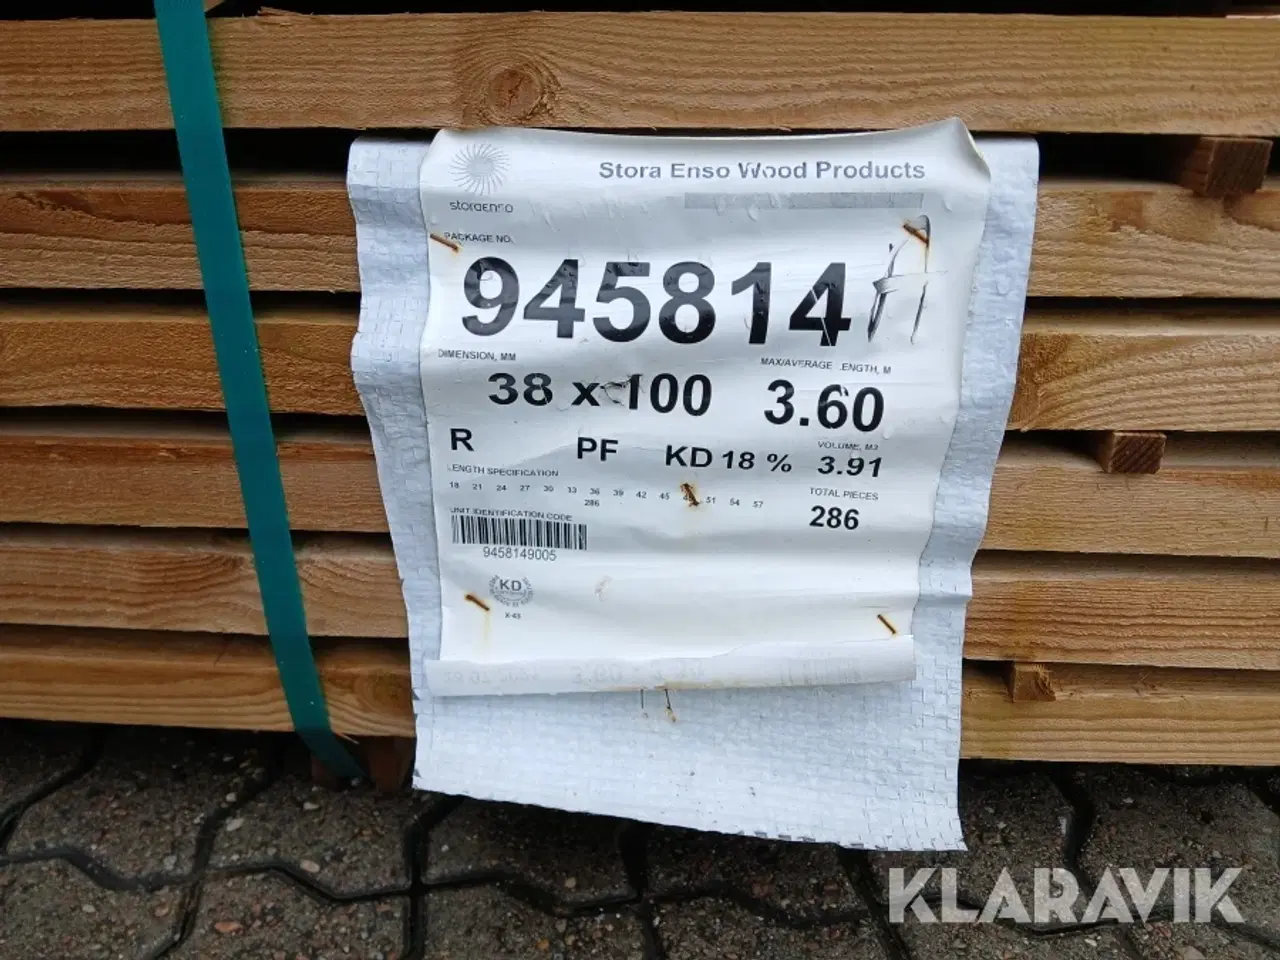 Stora Enso Wood Products
storaenso
PACKAGE NO.
945814
DIMENSION, MM
MAX/AVERAGE LENGTH, M
38 x 100
3.60
R PF KD 18 %
VOLUME, M3
3.91
LENGTH SPECIFICATION
18 21 24 27 30 33 36 39 42 45 51 54 57
286
TOTAL PIECES
286
UNIT IDENTIFICATION CODE
9458149005
KD
X-43
KLARAVIK